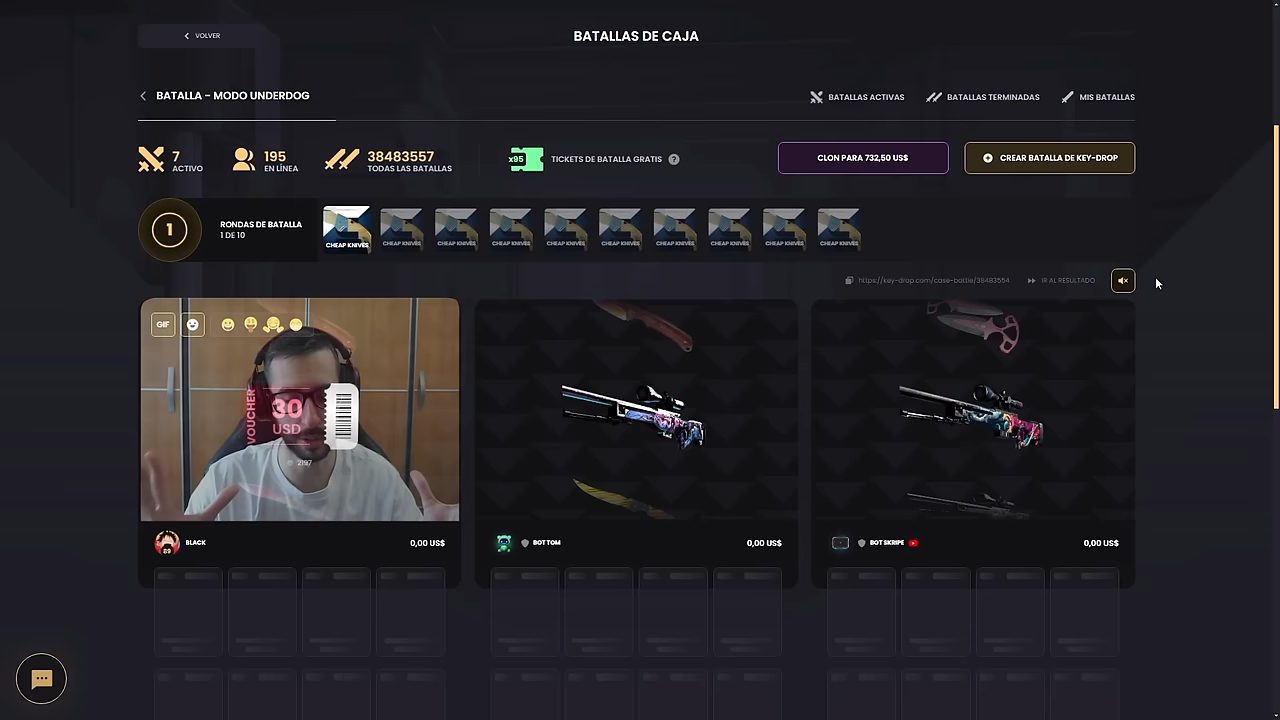 VOLVER
BATALLAS DE CAJA
BATALLA - MODO UNDERDOG
BATALLAS ACTIVAS
BATALLAS TERMINADAS
MIS BATALLAS
7
ACTIVO
195
EN LÍNEA
38483557
TODAS LAS BATALLAS
x95
TICKETS DE BATALLA GRATIS
?
CLON PARA 732,50 US$
CREAR BATALLA DE KEY-DROP
1
RONDAS DE BATALLA
1 DE 10
CHEAP KNIVES
CHEAP KNIVES
CHEAP KNIVES
CHEAP KNIVES
CHEAP KNIVES
CHEAP KNIVES
CHEAP KNIVES
CHEAP KNIVES
CHEAP KNIVES
CHEAP KNIVES
https://key-drop.com/case-battle/38483554
IR AL RESULTADO
GIF
VOUCHER
30
USD
2197
89
BLACK
0,00 US$
BOT TOM
0,00 US$
BOT SKRIPE
0,00 US$